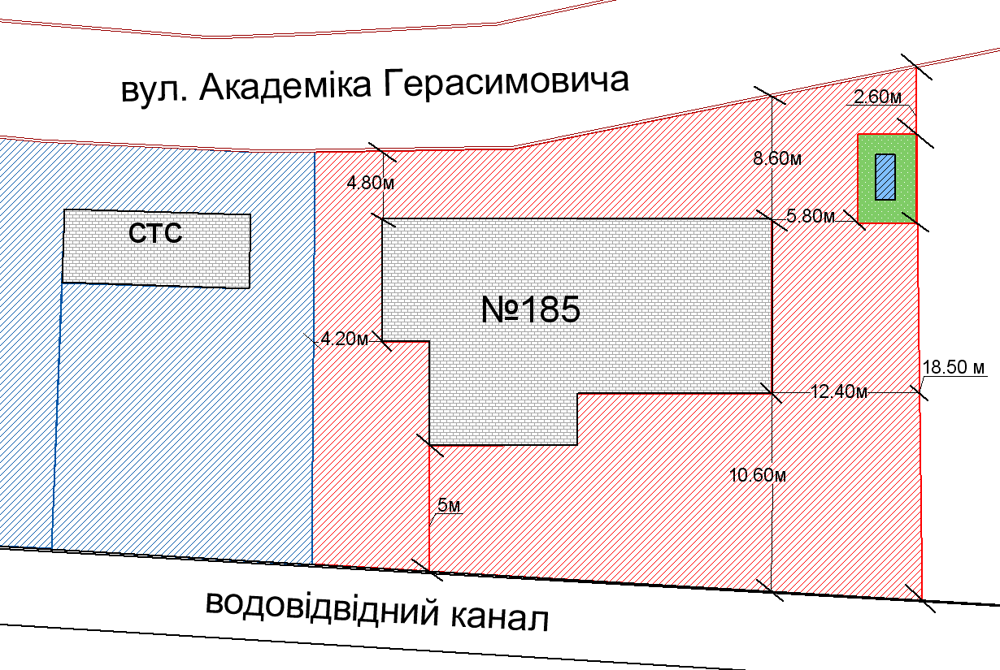 вул. Академіка Герасимовича
2.60м
8.60м
4.80м
5.80м
СТС
№185
4.20м
18.50 м
12.40м
10.60м
5м
водовідвідний канал